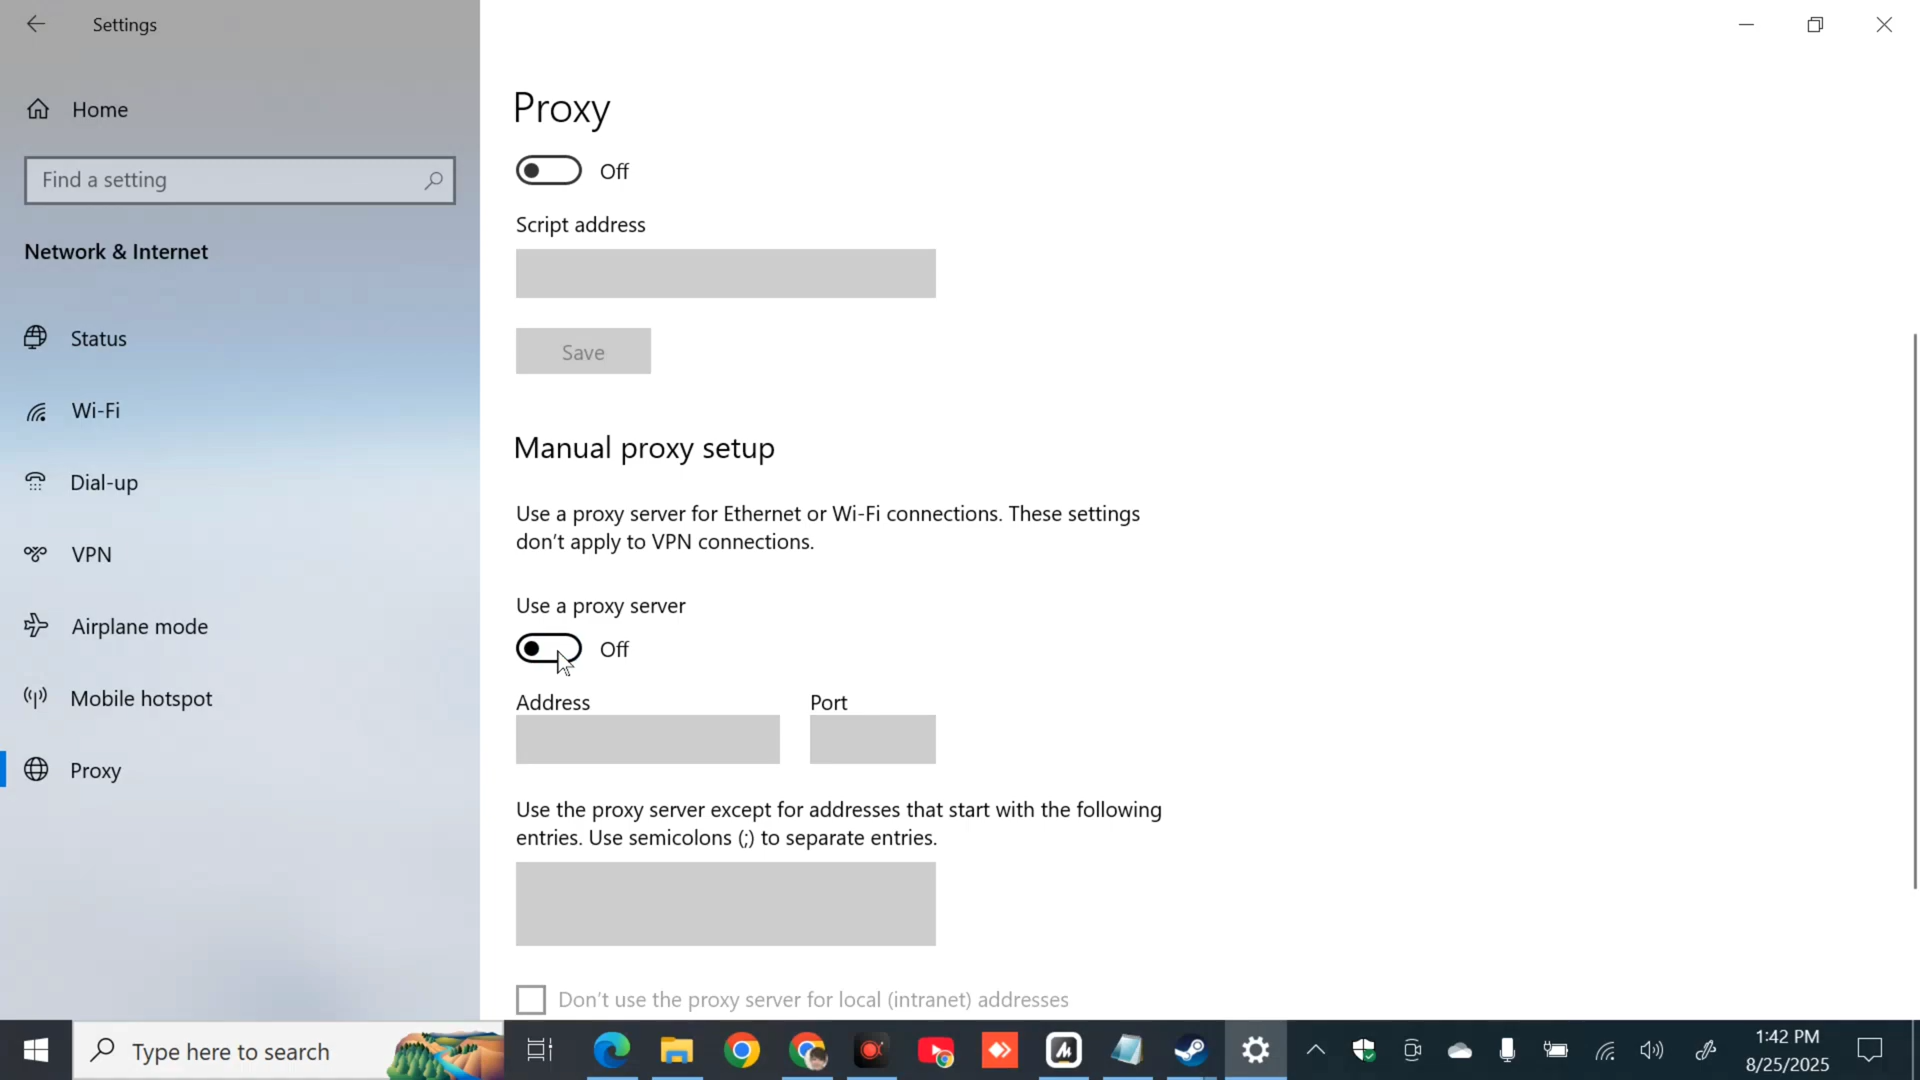 Settings
Home
Find a setting
Network & Internet
Status
Wi-Fi
Dial-up
VPN
Airplane mode
Mobile hotspot
Proxy
Proxy
Off
Script address
Save
Manual proxy setup
Use a proxy server for Ethernet or Wi-Fi connections. These settings
don't apply to VPN connections.
Use a proxy server
Off
Address
Port
Use the proxy server except for addresses that start with the following
entries. Use semicolons (;) to separate entries.
Don't use the proxy server for local (intranet) addresses
Type here to search
1:42 PM
8/25/2025